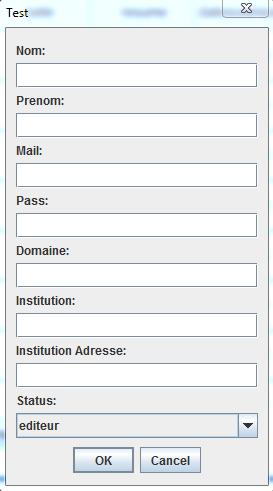 Test
Nom:
Prenom:
Mail:
Pass:
Domaine:
Institution:
Institution Adresse:
Status:
editeur
OK Cancel